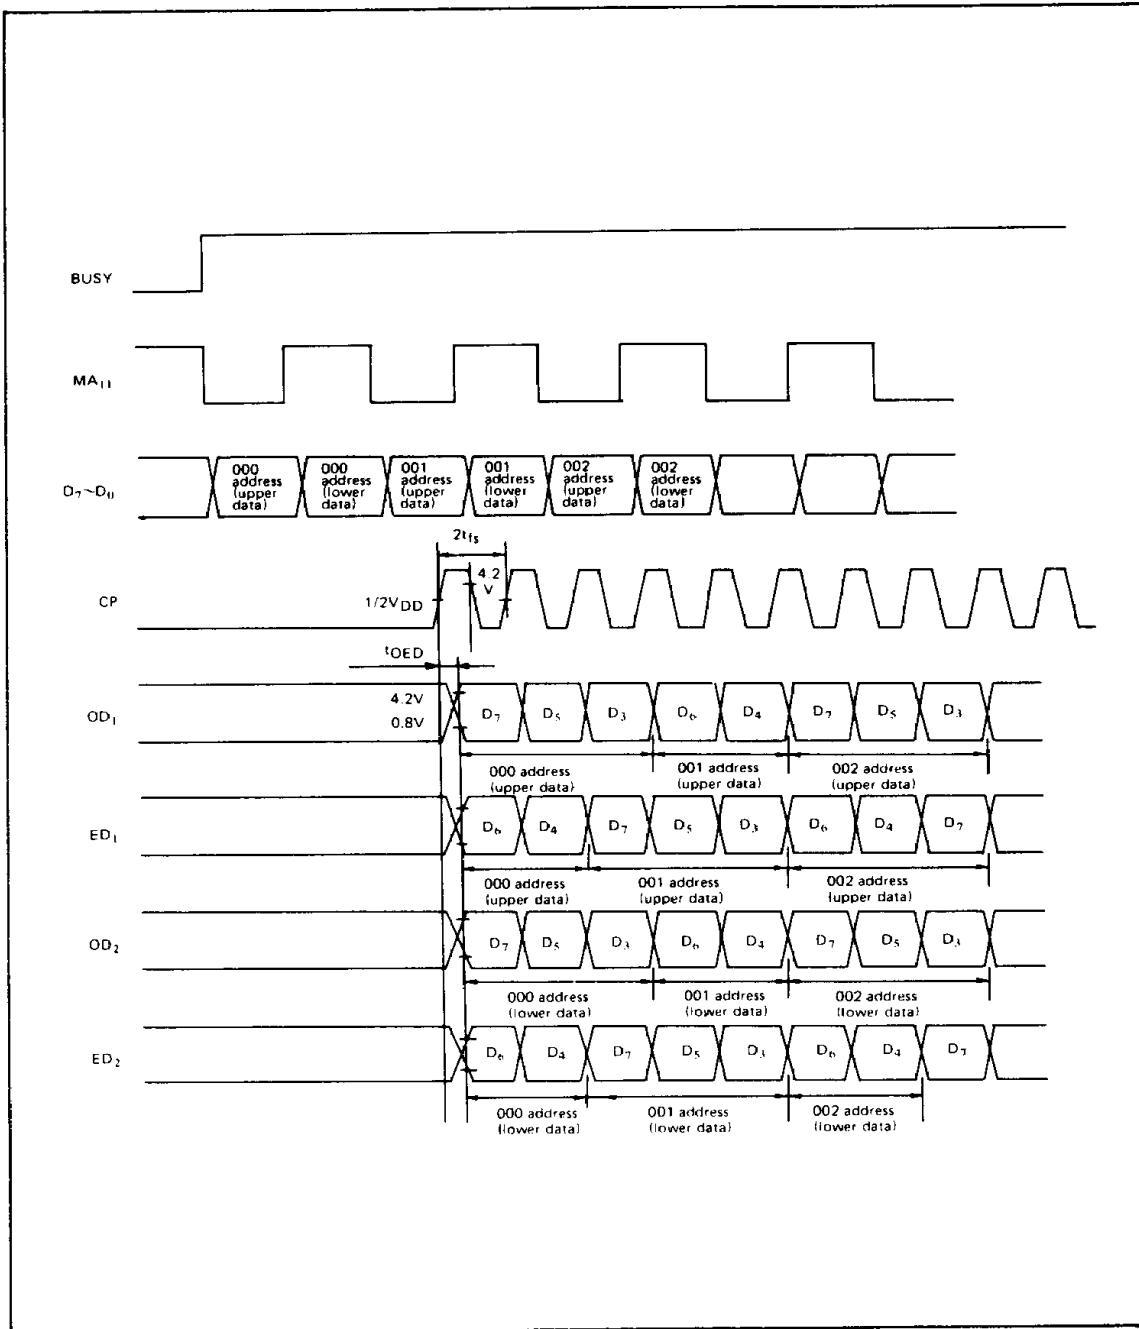 BUSY
MA₁₁
D₇~D₀
000 address (upper data)
000 address (lower data)
001 address (upper data)
001 address (lower data)
002 address (upper data)
002 address (lower data)
2tfs
4.2 V
CP
1/2VDD
tOED
OD₁
4.2V
0.8V
D₇ D₅ D₃ D₆ D₄ D₇ D₅ D₃
000 address (upper data)
001 address (upper data)
002 address (upper data)
ED₁
D₆ D₄ D₇ D₅ D₃ D₆ D₄ D₇
000 address (upper data)
001 address (upper data)
002 address (upper data)
OD₂
D₇ D₅ D₃ D₆ D₄ D₇ D₅ D₃
000 address (lower data)
001 address (lower data)
002 address (lower data)
ED₂
D₆ D₄ D₇ D₅ D₃ D₆ D₄ D₇
000 address (lower data)
001 address (lower data)
002 address (lower data)